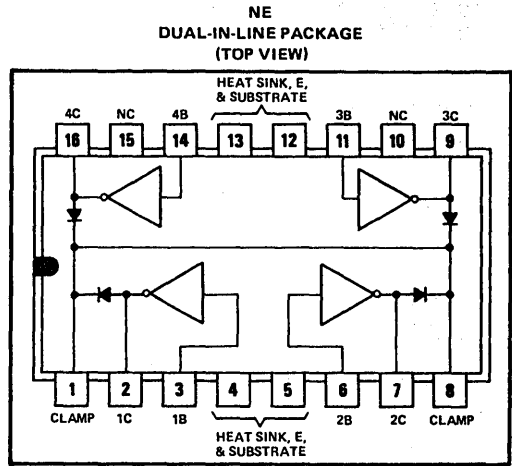 NE
DUAL-IN-LINE PACKAGE
(TOP VIEW)
HEAT SINK, E,
& SUBSTRATE
4C NC 4B 3B NC 3C
16 15 14 13 12 11 10 9
1 2 3 4 5 6 7 8
CLAMP 1C 1B 2B 2C CLAMP
HEAT SINK, E,
& SUBSTRATE